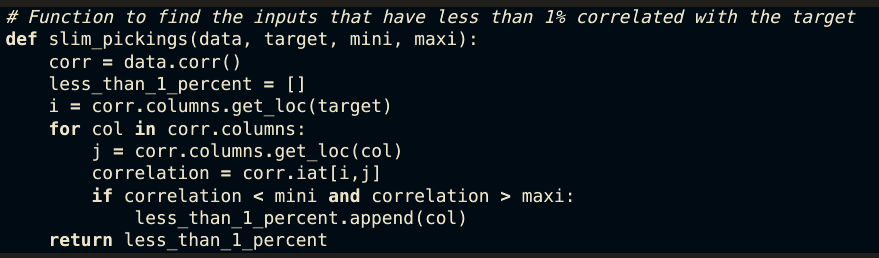 # Function to find the inputs that have less than 1% correlated with the target
def slim_pickings(data, target, mini, maxi):
    corr = data.corr()
    less_than_1_percent = []
    i = corr.columns.get_loc(target)
    for col in corr.columns:
        j = corr.columns.get_loc(col)
        correlation = corr.iat[i,j]
        if correlation < mini and correlation > maxi:
            less_than_1_percent.append(col)
    return less_than_1_percent